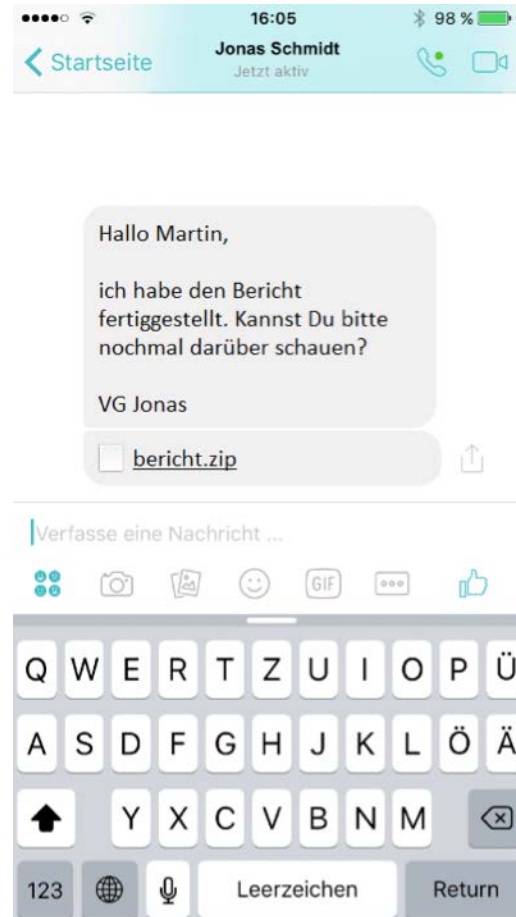 16:05
98 %
Startseite
Jonas Schmidt
Jetzt aktiv
Hallo Martin,
ich habe den Bericht
fertiggestellt. Kannst Du bitte
nochmal darüber schauen?
VG Jonas
bericht.zip
Verfasse eine Nachricht ...
GIF
Q W E R T Z U I O P Ü
A S D F G H J K L Ö Ä
Y X C V B N M
123 Leerzeichen Return